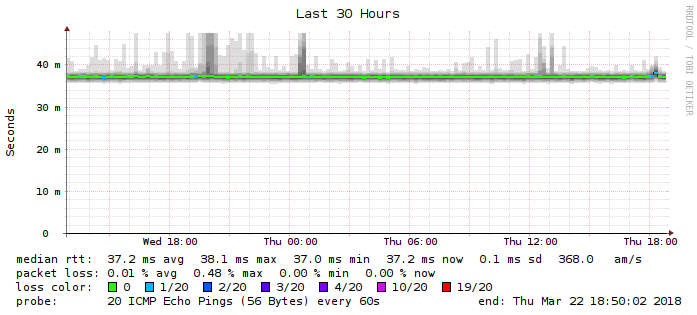 Last 30 Hours
RRDTOOL / TOBI OETIKER
Seconds
40 m
30 m
20 m
10 m
0
Wed 18:00 Thu 00:00 Thu 06:00 Thu 12:00 Thu 18:00
median rtt: 37.2 ms avg 38.1 ms max 37.0 ms min 37.2 ms now 0.1 ms sd 368.0 am/s
packet loss: 0.01 % avg 0.48 % max 0.00 % min 0.00 % now
loss color: 0 1/20 2/20 3/20 4/20 10/20 19/20
probe: 20 ICMP Echo Pings (56 Bytes) every 60s end: Thu Mar 22 18:50:02 2018